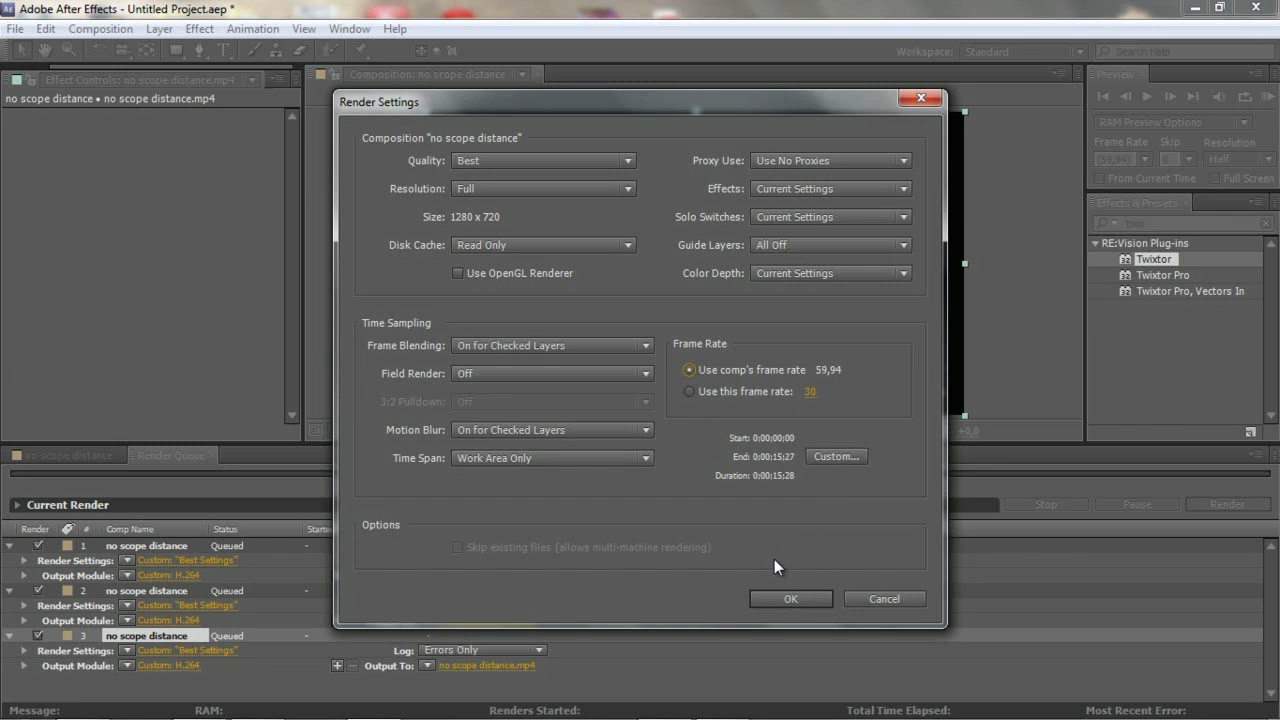 Adobe After Effects - Untitled Project.aep *
File Edit Composition Layer Effect Animation View Window Help
Workspace: Standard Search Help
Effect Controls: no scope distance.mp4
Composition: no scope distance
Preview
no scope distance • no scope distance.mp4
RAM Preview Options
Frame Rate Skip Resolution
(59,94) 0 Half
From Current Time Full Screen
Effects & Presets
twix
RE:Vision Plug-ins
Twixtor
Twixtor Pro
Twixtor Pro, Vectors In
+0,0
Render Settings
Composition "no scope distance"
Quality: Best
Proxy Use: Use No Proxies
Resolution: Full
Effects: Current Settings
Size: 1280 x 720
Solo Switches: Current Settings
Disk Cache: Read Only
Guide Layers: All Off
Use OpenGL Renderer
Color Depth: Current Settings
Time Sampling
Frame Blending: On for Checked Layers
Field Render: Off
3:2 Pulldown: Off
Motion Blur: On for Checked Layers
Time Span: Work Area Only
Frame Rate
Use comp's frame rate 59,94
Use this frame rate: 30
Start: 0;00;00;00
End: 0;00;15;27
Duration: 0;00;15;28
Custom...
Options
Skip existing files (allows multi-machine rendering)
OK Cancel
no scope distance Render Queue
Current Render
Stop Pause Render
Render # Comp Name Status Starte
1 no scope distance Queued -
Render Settings: Custom: "Best Settings"
Output Module: Custom: H.264
2 no scope distance Queued -
Render Settings: Custom: "Best Settings"
Output Module: Custom: H.264
3 no scope distance Queued - -
Render Settings: Custom: "Best Settings" Log: Errors Only
Output Module: Custom: H.264 Output To: no scope distance.mp4
Message: RAM: Renders Started: Total Time Elapsed: Most Recent Error: